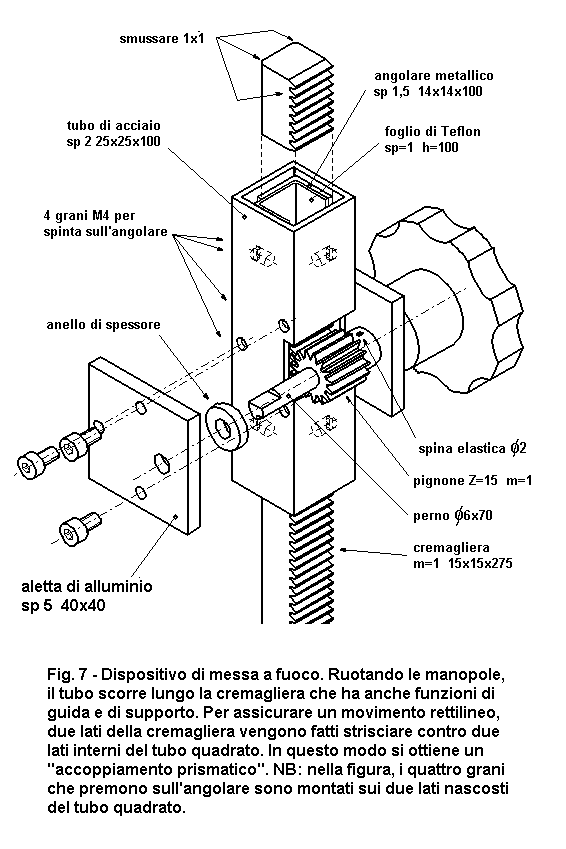 smussare 1x1
angolare metallico
sp 1,5  14x14x100
tubo di acciaio
sp 2 25x25x100
foglio di Teflon
sp=1  h=100
4 grani M4 per
spinta sull'angolare
anello di spessore
spina elastica ϕ2
pignone Z=15  m=1
perno ϕ6x70
cremagliera
m=1  15x15x275
aletta di alluminio
sp 5  40x40
Fig. 7 - Dispositivo di messa a fuoco. Ruotando le manopole,
il tubo scorre lungo la cremagliera che ha anche funzioni di
guida e di supporto. Per assicurare un movimento rettilineo,
due lati della cremagliera vengono fatti strisciare contro due
lati interni del tubo quadrato. In questo modo si ottiene un
"accoppiamento prismatico". NB: nella figura, i quattro grani
che premono sull'angolare sono montati sui due lati nascosti
del tubo quadrato.